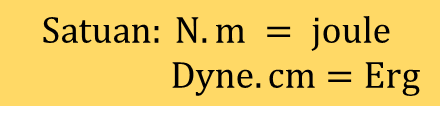 Satuan: N. m = joule
Dyne. cm = Erg